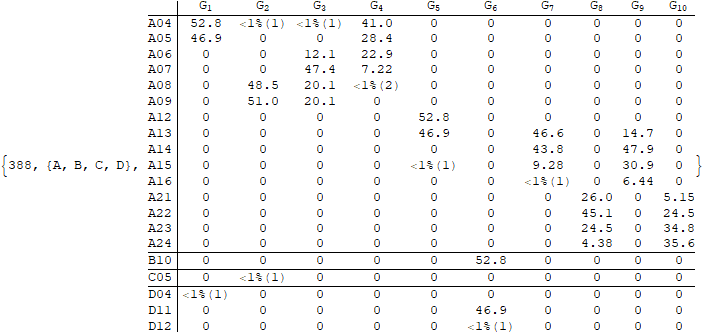 G1 G2 G3 G4 G5 G6 G7 G8 G9 G10
A04 52.8 <1%(1) <1%(1) 41.0 0 0 0 0 0 0
A05 46.9 0 0 28.4 0 0 0 0 0 0
A06 0 0 12.1 22.9 0 0 0 0 0 0
A07 0 0 47.4 7.22 0 0 0 0 0 0
A08 0 48.5 20.1 <1%(2) 0 0 0 0 0 0
A09 0 51.0 20.1 0 0 0 0 0 0 0
A12 0 0 0 0 52.8 0 0 0 0 0
A13 0 0 0 0 46.9 0 46.6 0 14.7 0
A14 0 0 0 0 0 0 43.8 0 47.9 0
{388, {A, B, C, D}, A15 0 0 0 0 <1%(1) 0 9.28 0 30.9 0 }
A16 0 0 0 0 0 0 <1%(1) 0 6.44 0
A21 0 0 0 0 0 0 0 26.0 0 5.15
A22 0 0 0 0 0 0 0 45.1 0 24.5
A23 0 0 0 0 0 0 0 24.5 0 34.8
A24 0 0 0 0 0 0 0 4.38 0 35.6
B10 0 0 0 0 0 52.8 0 0 0 0
C05 0 <1%(1) 0 0 0 0 0 0 0 0
D04 <1%(1) 0 0 0 0 0 0 0 0 0
D11 0 0 0 0 0 46.9 0 0 0 0
D12 0 0 0 0 0 <1%(1) 0 0 0 0